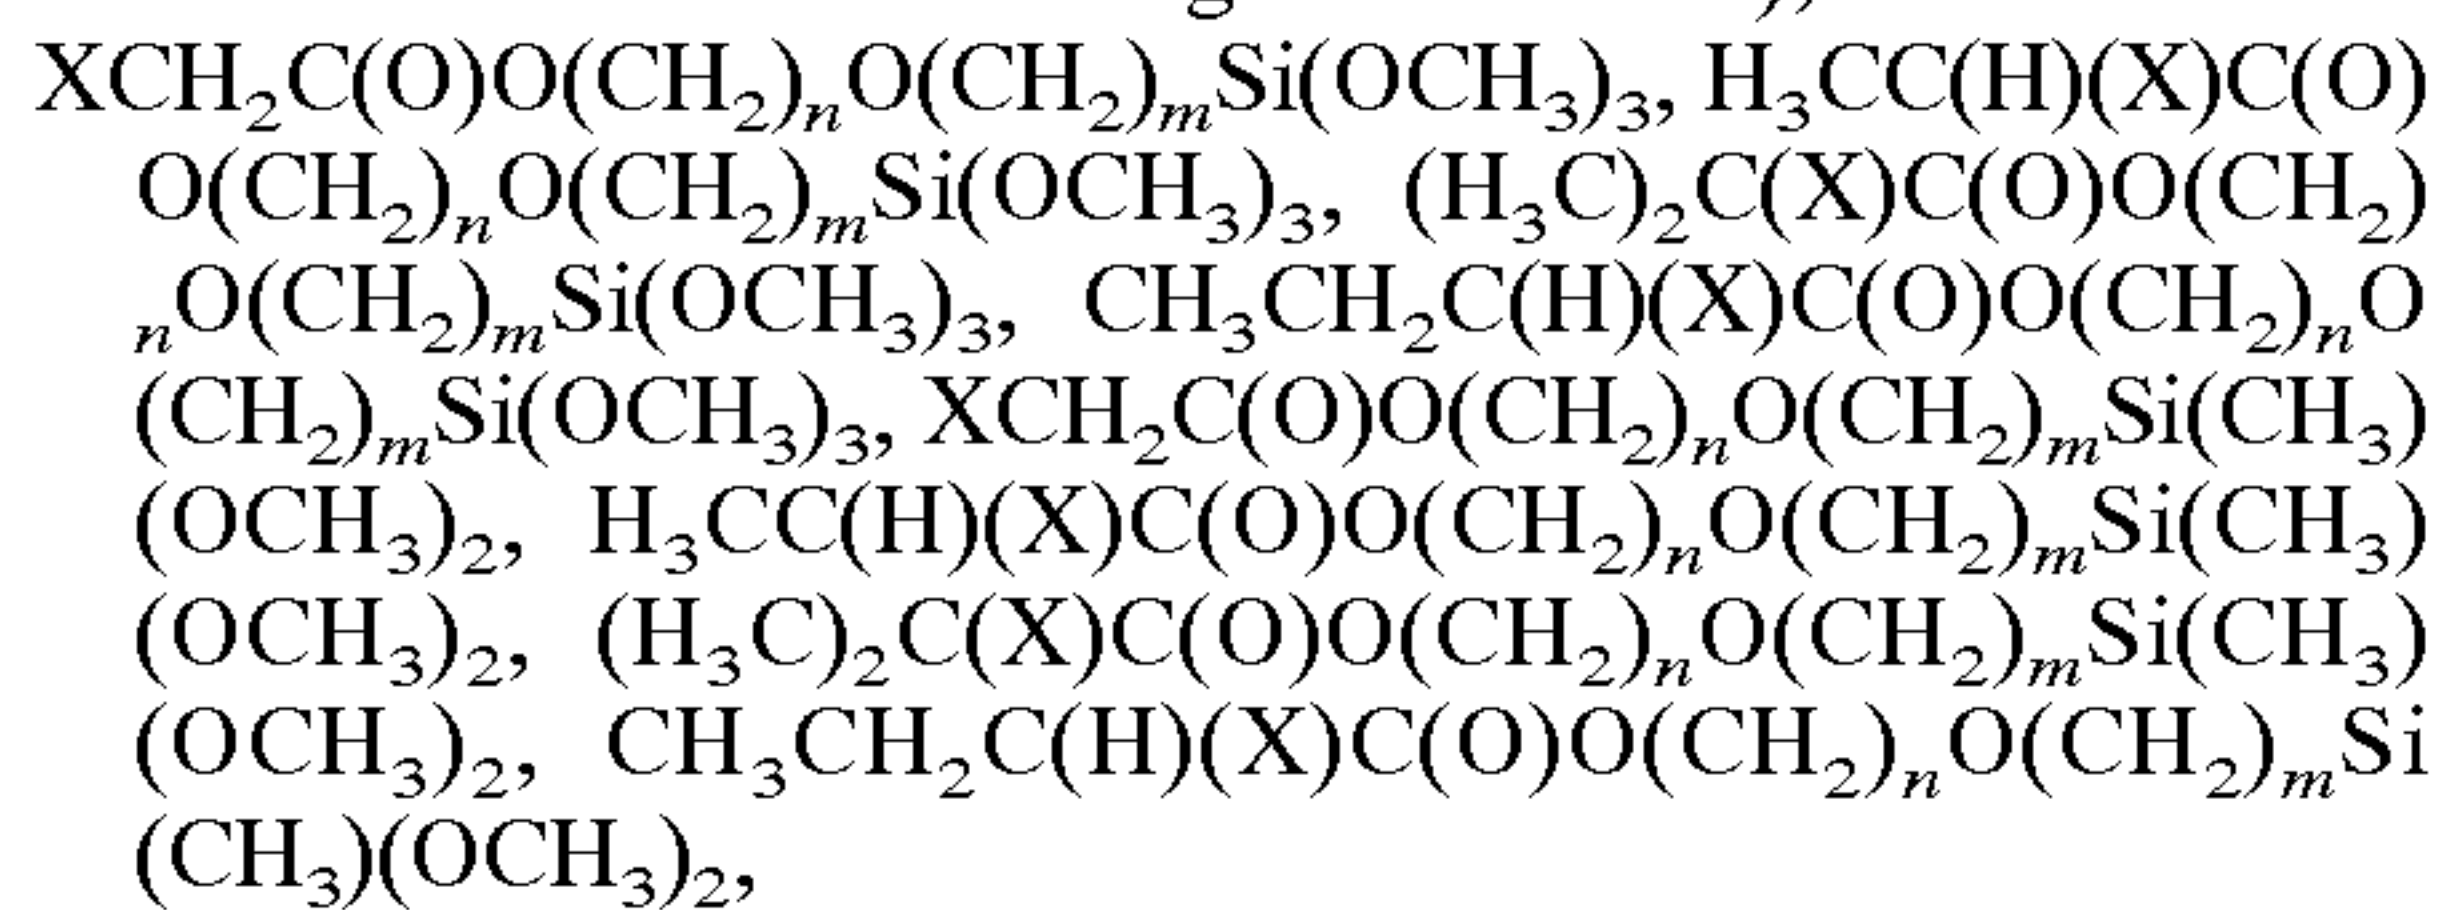 XCH₂C(O)O(CH₂)ₙO(CH₂)ₘSi(OCH₃)₃, H₃CC(H)(X)C(O)
O(CH₂)ₙO(CH₂)ₘSi(OCH₃)₃, (H₃C)₂C(X)C(O)O(CH₂)
ₙO(CH₂)ₘSi(OCH₃)₃, CH₃CH₂C(H)(X)C(O)O(CH₂)ₙO
(CH₂)ₘSi(OCH₃)₃, XCH₂C(O)O(CH₂)ₙO(CH₂)ₘSi(CH₃)
(OCH₃)₂, H₃CC(H)(X)C(O)O(CH₂)ₙO(CH₂)ₘSi(CH₃)
(OCH₃)₂, (H₃C)₂C(X)C(O)O(CH₂)ₙO(CH₂)ₘSi(CH₃)
(OCH₃)₂, CH₃CH₂C(H)(X)C(O)O(CH₂)ₙO(CH₂)ₘSi
(CH₃)(OCH₃)₂,